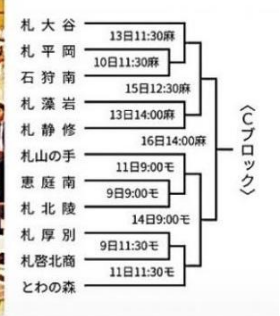 札大谷
13日11:30麻
札平岡
10日11:30麻
石狩南
15日12:30麻
札藻岩
13日14:00麻
札静修
16日14:00麻
札山の手
11日9:00モ
恵庭南
9日9:00モ
札北陵
14日9:00モ
札厚別
9日11:30モ
札啓北商
11日11:30モ
とわの森
〈Cブロック〉